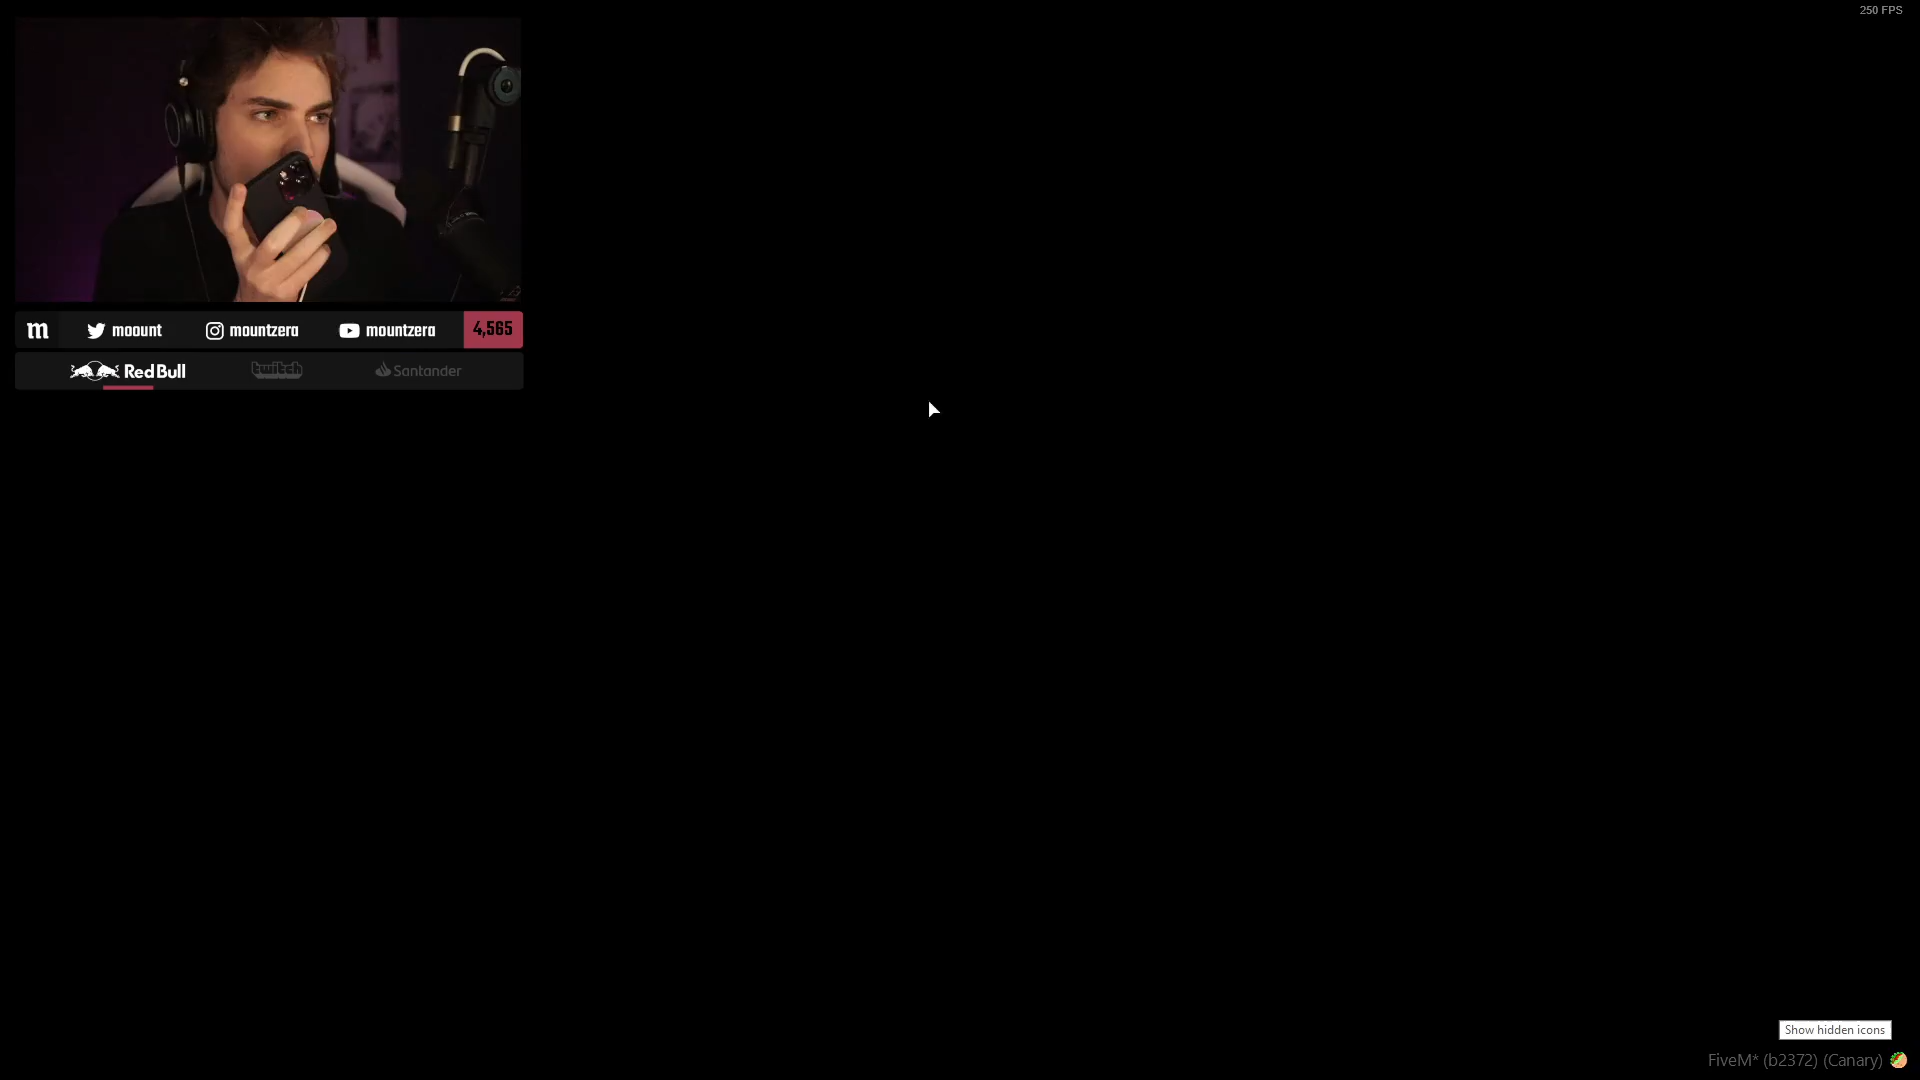 250 FPS
m moount mountzera mountzera 4,565
Red Bull twitch Santander
Show hidden icons
FiveM* (b2372) (Canary)